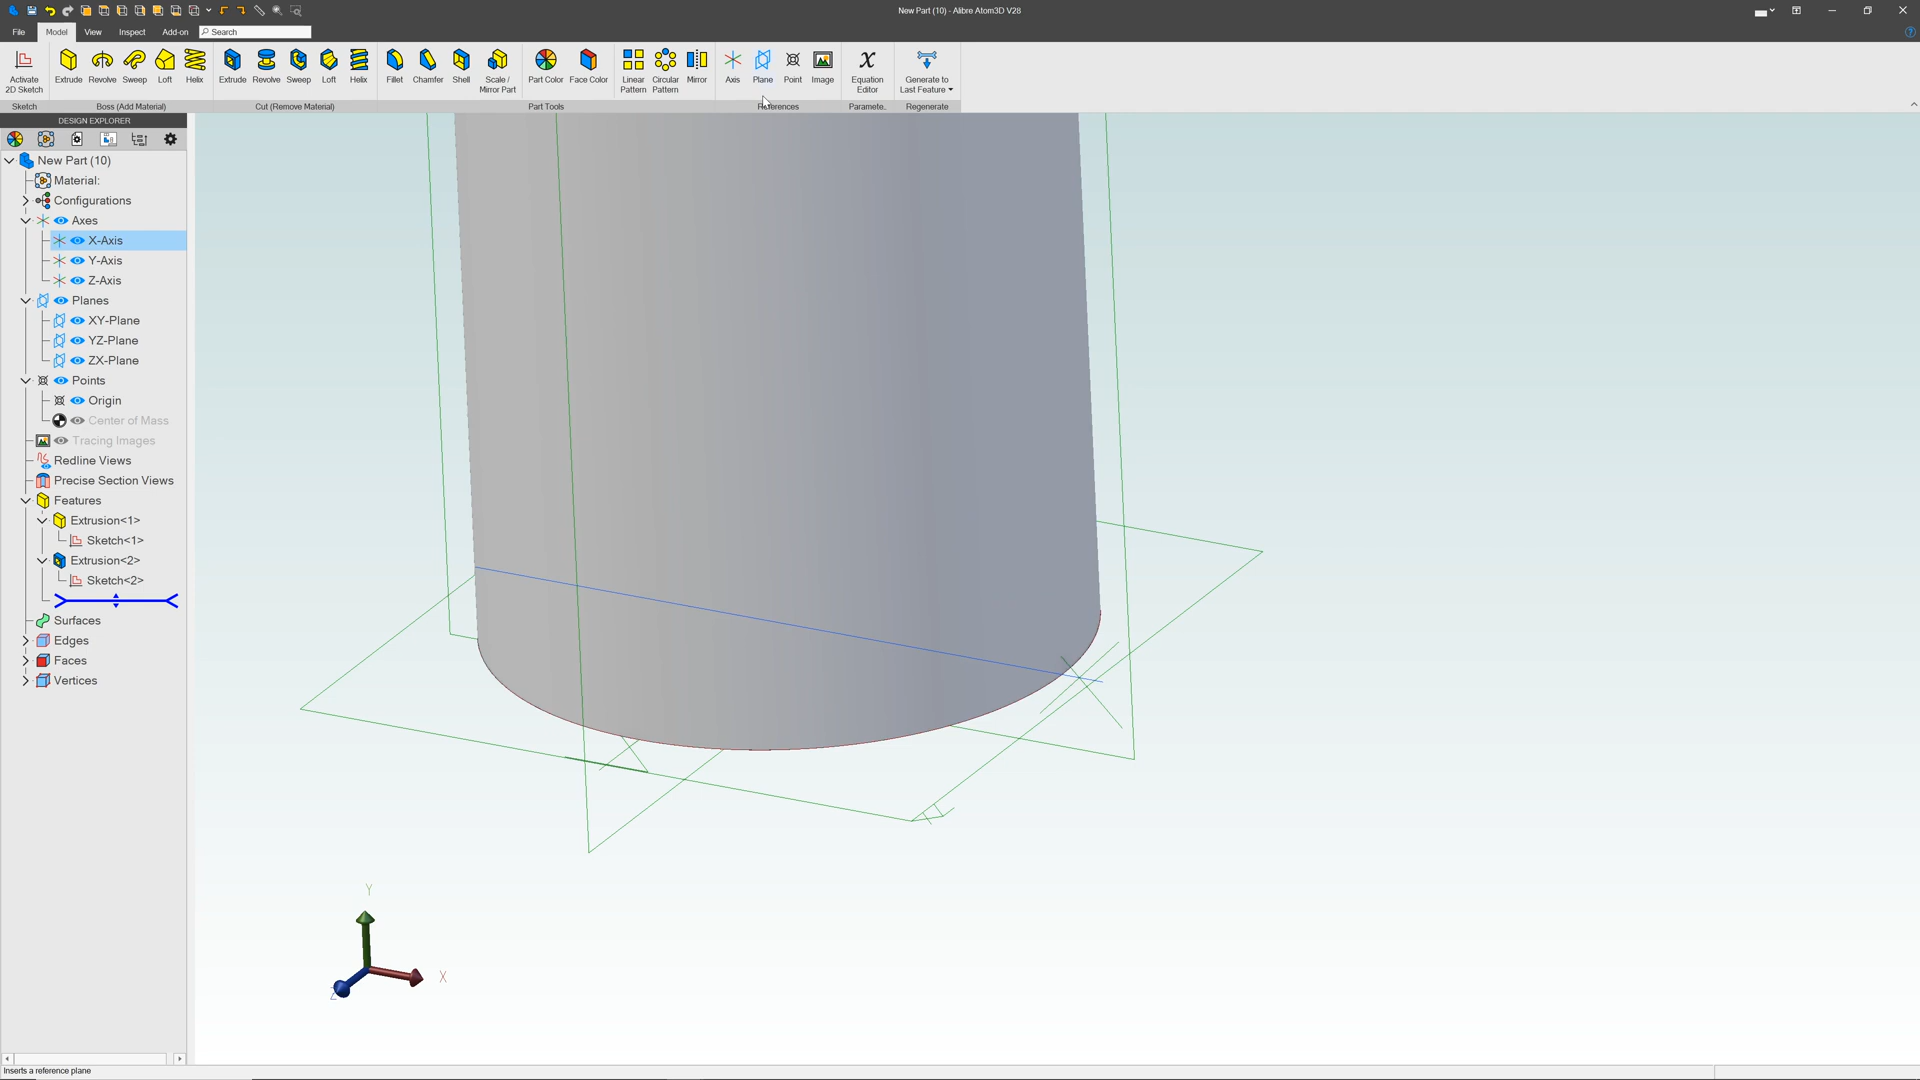 New Part (10) - Alibre Atom3D V28
File Model View Inspect Add-on Search
Activate 2D Sketch
Extrude Revolve Sweep Loft Helix
Extrude Revolve Sweep Loft Helix
Fillet Chamfer Shell Scale / Mirror Part Part Color Face Color Linear Pattern Circular Pattern Mirror
Axis Plane Point Image
Equation Editor
Generate to Last Feature
Sketch Boss (Add Material) Cut (Remove Material) Part Tools References Paramete.. Regenerate
DESIGN EXPLORER
New Part (10)
Material:
Configurations
Axes
X-Axis
Y-Axis
Z-Axis
Planes
XY-Plane
YZ-Plane
ZX-Plane
Points
Origin
Center of Mass
Tracing Images
Redline Views
Precise Section Views
Features
Extrusion<1>
Sketch<1>
Extrusion<2>
Sketch<2>
Surfaces
Edges
Faces
Vertices
Y
X
Z
Inserts a reference plane